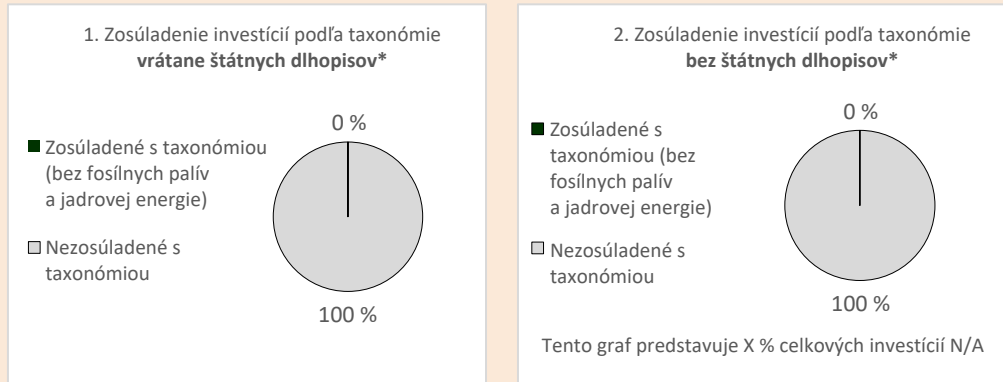 1. Zosúladenie investícií podľa taxonómie
vrátane štátnych dlhopisov*
0 %
Zosúladené s taxonómiou
(bez fosílnych palív
a jadrovej energie)
Nezosúladené s
taxonómiou
100 %
2. Zosúladenie investícií podľa taxonómie
bez štátnych dlhopisov*
0 %
Zosúladené s
taxonómiou (bez
fosílnych palív
a jadrovej energie)
Nezosúladené s
taxonómiou
100 %
Tento graf predstavuje X % celkových investícií N/A